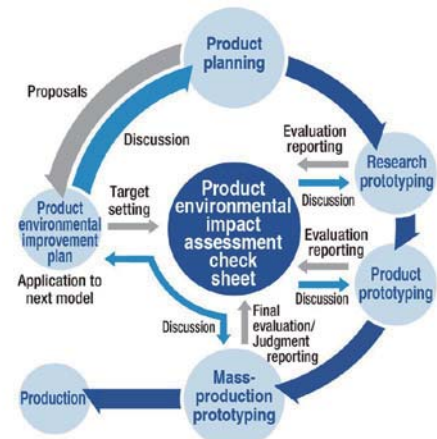 Product
planning
Proposals
Discussion
Evaluation
reporting
Discussion
Research
prototyping
Product
environmental
improvement
plan
Target
setting
Product
environmental
impact
assessment
check
sheet
Evaluation
reporting
Discussion
Product
prototyping
Application to
next model
Discussion
Final
evaluation/
Judgment
reporting
Mass-
production
prototyping
Production